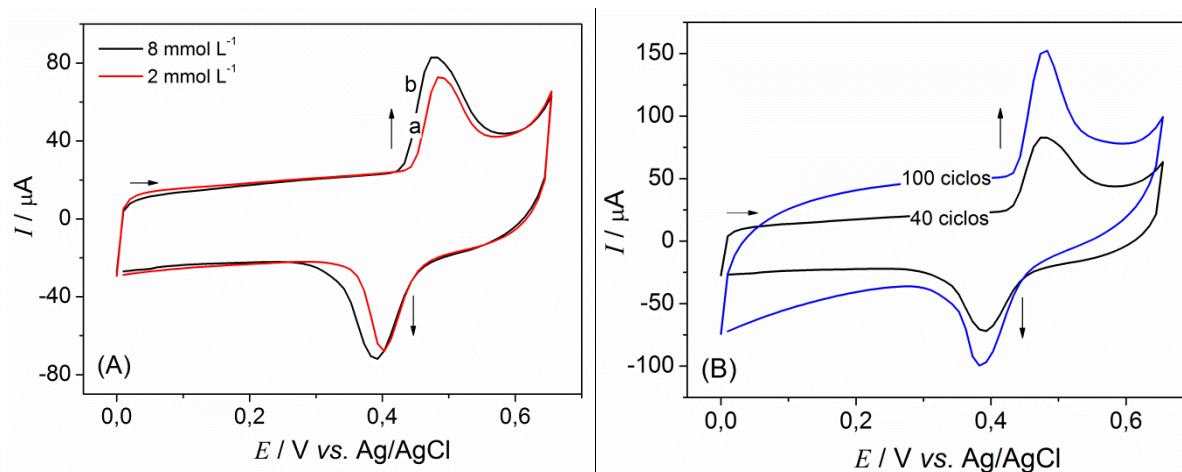 8 mmol L⁻¹
2 mmol L⁻¹
b
a
80
40
0
-40
-80
I / µA
(A)
0,0
0,2
0,4
0,6
E / V vs. Ag/AgCl
150
100
50
0
-50
-100
I / µA
100 ciclos
40 ciclos
(B)
0,0
0,2
0,4
0,6
E / V vs. Ag/AgCl